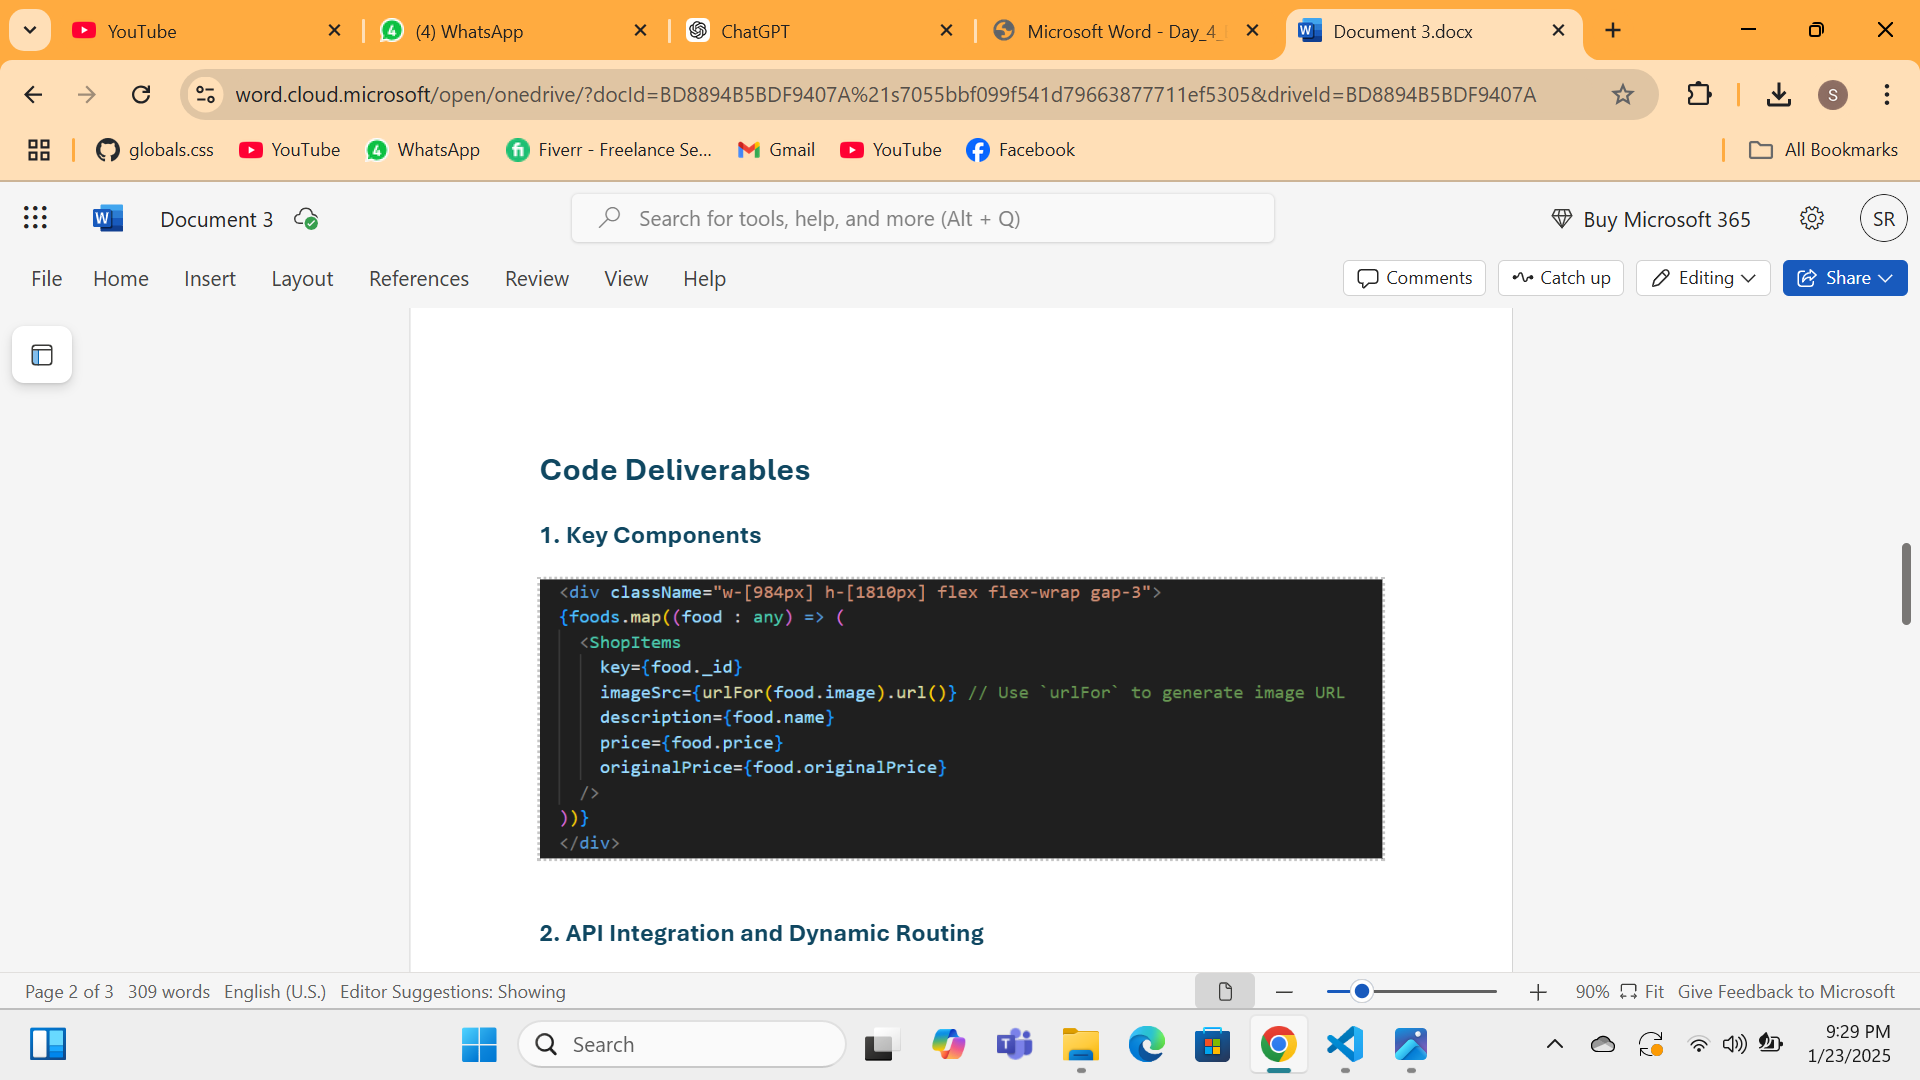 YouTube
(4) WhatsApp
ChatGPT
Microsoft Word - Day_4_
Document 3.docx
word.cloud.microsoft/open/onedrive/?docId=BD8894B5BDF9407A%21s7055bbf099f541d79663877711ef5305&driveId=BD8894B5BDF9407A
S
globals.css
YouTube
WhatsApp
Fiverr - Freelance Se...
Gmail
YouTube
Facebook
All Bookmarks
Document 3
Search for tools, help, and more (Alt + Q)
Buy Microsoft 365
SR
File
Home
Insert
Layout
References
Review
View
Help
Comments
Catch up
Editing
Share
Code Deliverables
1. Key Components
<div className="w-[984px] h-[1810px] flex flex-wrap gap-3">
{foods.map((food : any) => (
<ShopItems
key={food._id}
imageSrc={urlFor(food.image).url()} // Use `urlFor` to generate image URL
description={food.name}
price={food.price}
originalPrice={food.originalPrice}
/>
))}
</div>
2. API Integration and Dynamic Routing
Page 2 of 3
309 words
English (U.S.)
Editor Suggestions: Showing
90%
Fit
Give Feedback to Microsoft
Search
9:29 PM
1/23/2025